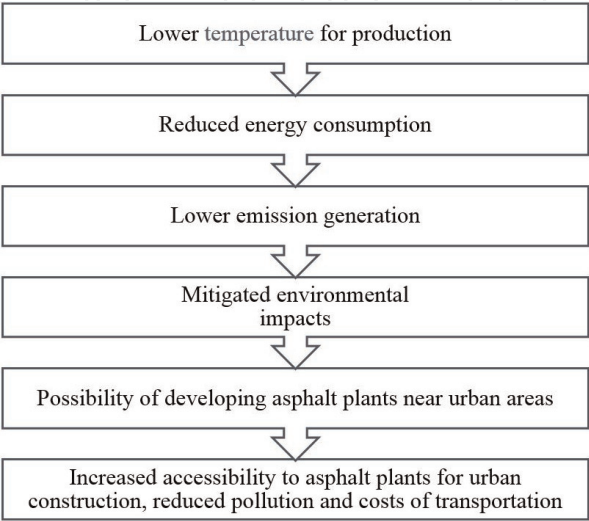 Lower temperature for production
Reduced energy consumption
Lower emission generation
Mitigated environmental
impacts
Possibility of developing asphalt plants near urban areas
Increased accessibility to asphalt plants for urban
construction, reduced pollution and costs of transportation